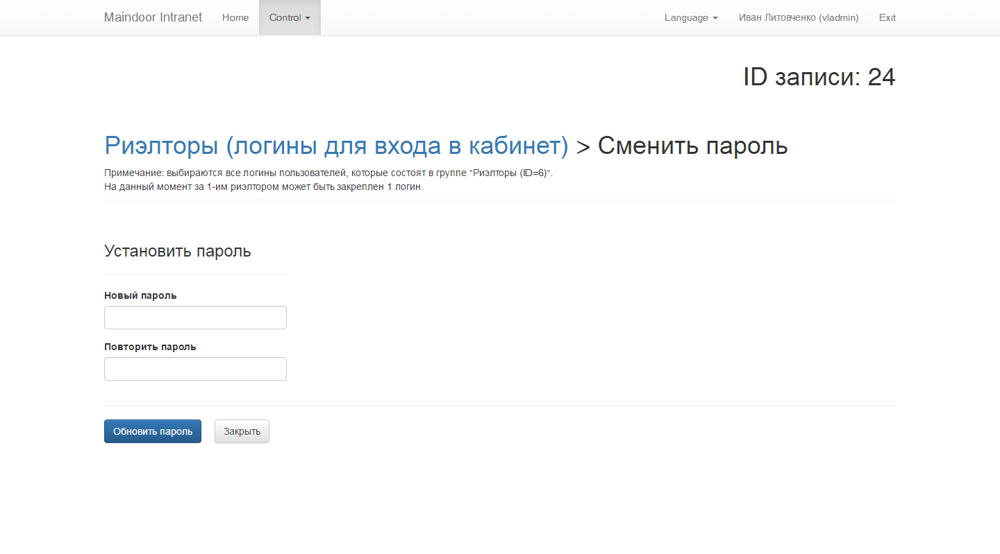 Maindoor Intranet Home Control Language Иван Литовченко (vladmin) Exit
ID записи: 24
Риэлторы (логины для входа в кабинет) > Сменить пароль
Примечание: выбираются все логины пользователей, которые состоят в группе "Риэлторы (ID=6)".
На данный момент за 1-им риэлтором может быть закреплен 1 логин.
Установить пароль
Новый пароль
Повторить пароль
Обновить пароль Закрыть